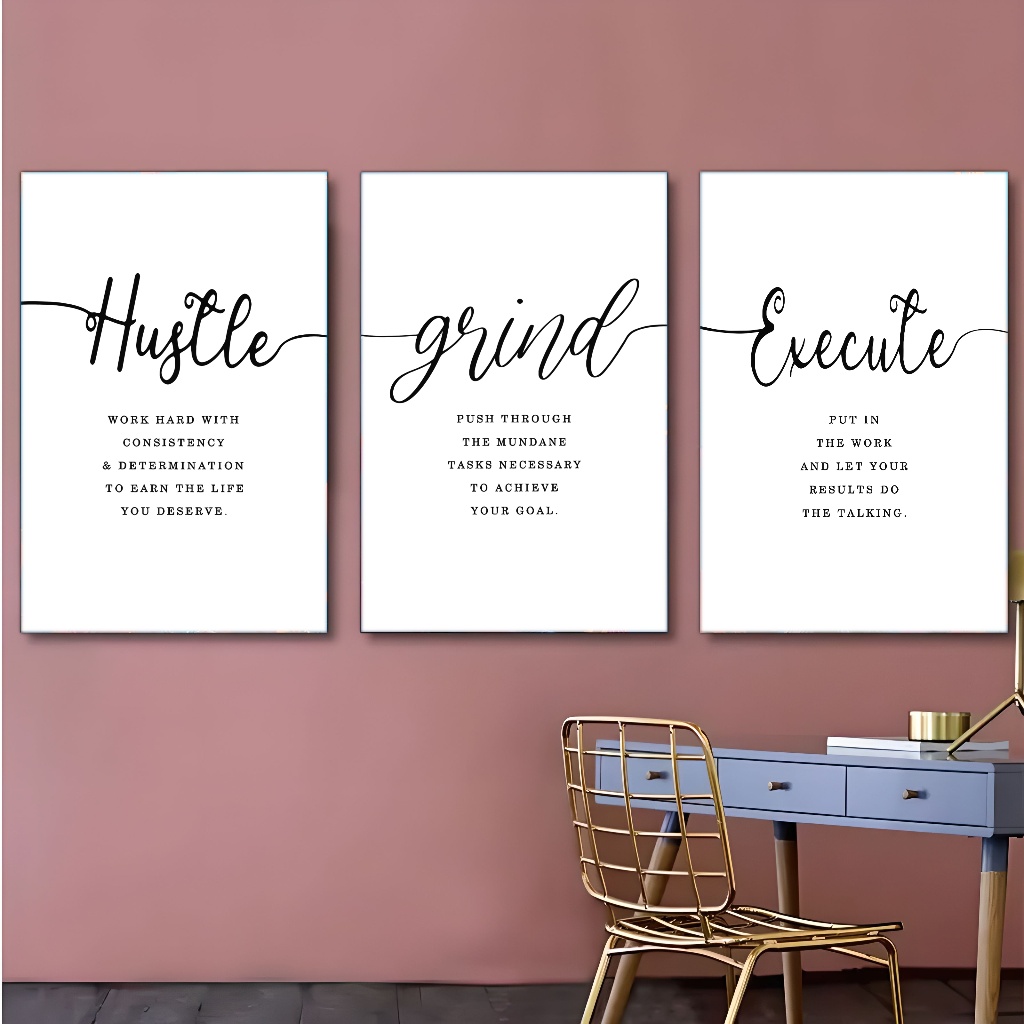 Hustle
WORK HARD WITH
CONSISTENCY
& DETERMINATION
TO EARN THE LIFE
YOU DESERVE.
grind
PUSH THROUGH
THE MUNDANE
TASKS NECESSARY
TO ACHIEVE
YOUR GOAL.
Execute
PUT IN
THE WORK
AND LET YOUR
RESULTS DO
THE TALKING.